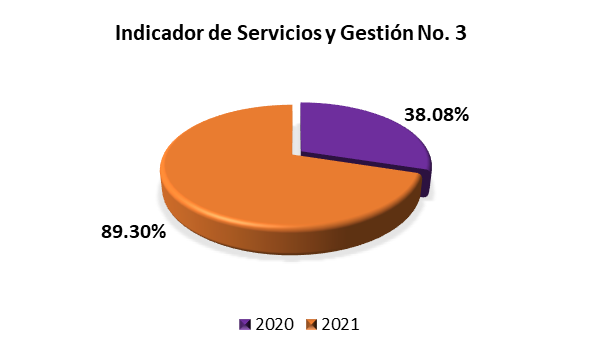 Indicador de Servicios y Gestión No. 3
38.08%
89.30%
2020 2021